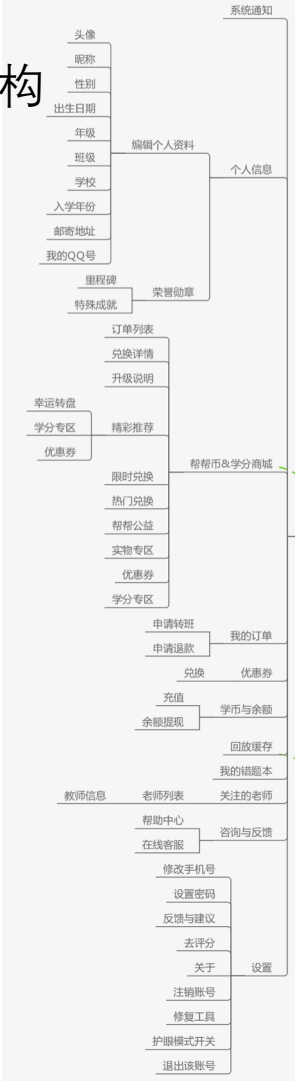 系统通知
头像
昵称
构
性别
出生日期
年级
编辑个人资料
班级
个人信息
学校
入学年份
邮寄地址
我的QQ号
里程碑
荣誉勋章
特殊成就
订单列表
兑换详情
升级说明
幸运转盘
学分专区
精彩推荐
优惠券
帮帮币&学分商城
限时兑换
热门兑换
帮帮公益
实物专区
优惠券
学分专区
申请转班
我的订单
申请退款
兑换
优惠券
充值
学币与余额
余额提现
回放缓存
我的错题本
教师信息
老师列表
关注的老师
帮助中心
咨询与反馈
在线客服
修改手机号
设置密码
反馈与建议
去评分
关于
设置
注销账号
修复工具
护眼模式开关
退出该账号